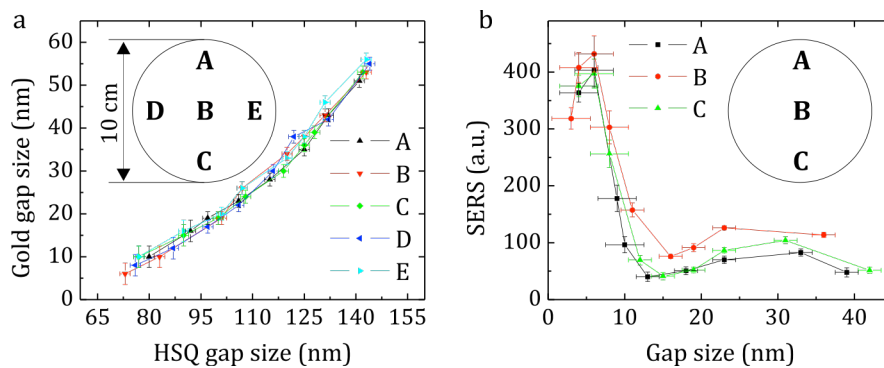 a
Gold gap size (nm)
60
50
40
30
20
10
0
65
80
95
110
125
140
155
HSQ gap size (nm)
10 cm
A
D B E
C
A
B
C
D
E
b
SERS (a.u.)
400
300
200
100
0
0
10
20
30
40
Gap size (nm)
A
B
C
A
B
C